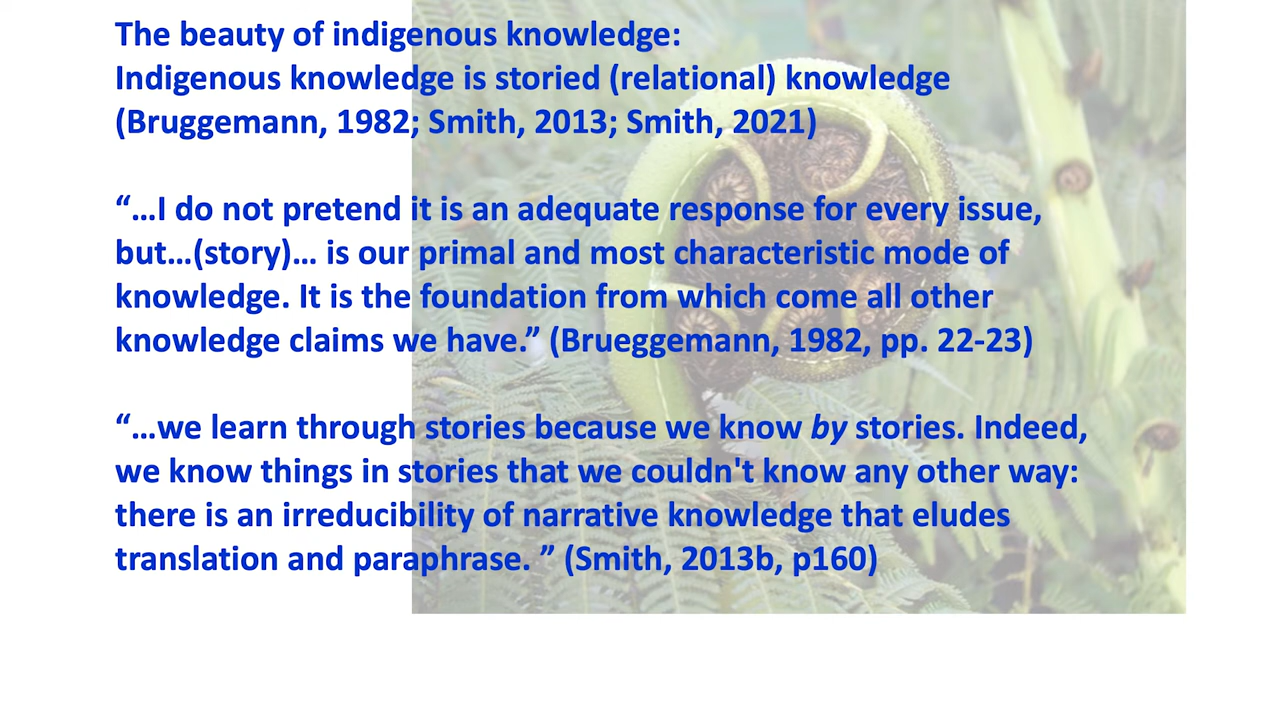 The beauty of indigenous knowledge:
Indigenous knowledge is storied (relational) knowledge
(Bruggemann, 1982; Smith, 2013; Smith, 2021)
“…I do not pretend it is an adequate response for every issue,
but…(story)… is our primal and most characteristic mode of
knowledge. It is the foundation from which come all other
knowledge claims we have.” (Brueggemann, 1982, pp. 22-23)
“…we learn through stories because we know by stories. Indeed,
we know things in stories that we couldn't know any other way:
there is an irreducibility of narrative knowledge that eludes
translation and paraphrase. ” (Smith, 2013b, p160)